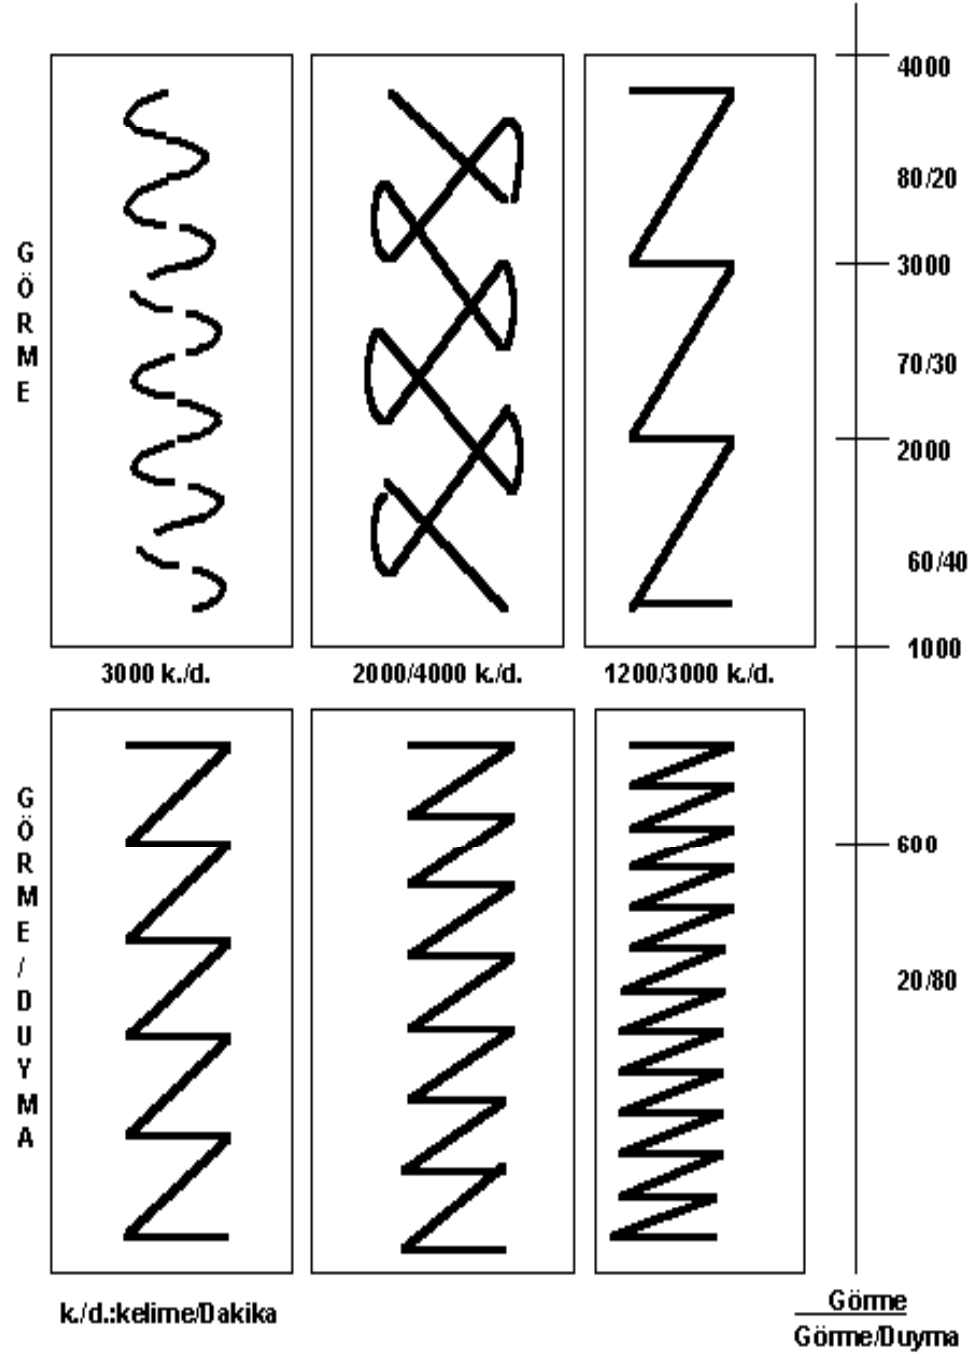 GÖRME
3000 k./d.
2000/4000 k./d.
1200/3000 k./d.
GÖRME/DUYMA
4000
80/20
3000
70/30
2000
60/40
1000
600
20/80
k./d.:kelime/Dakika
Görme
Görme/Duyma